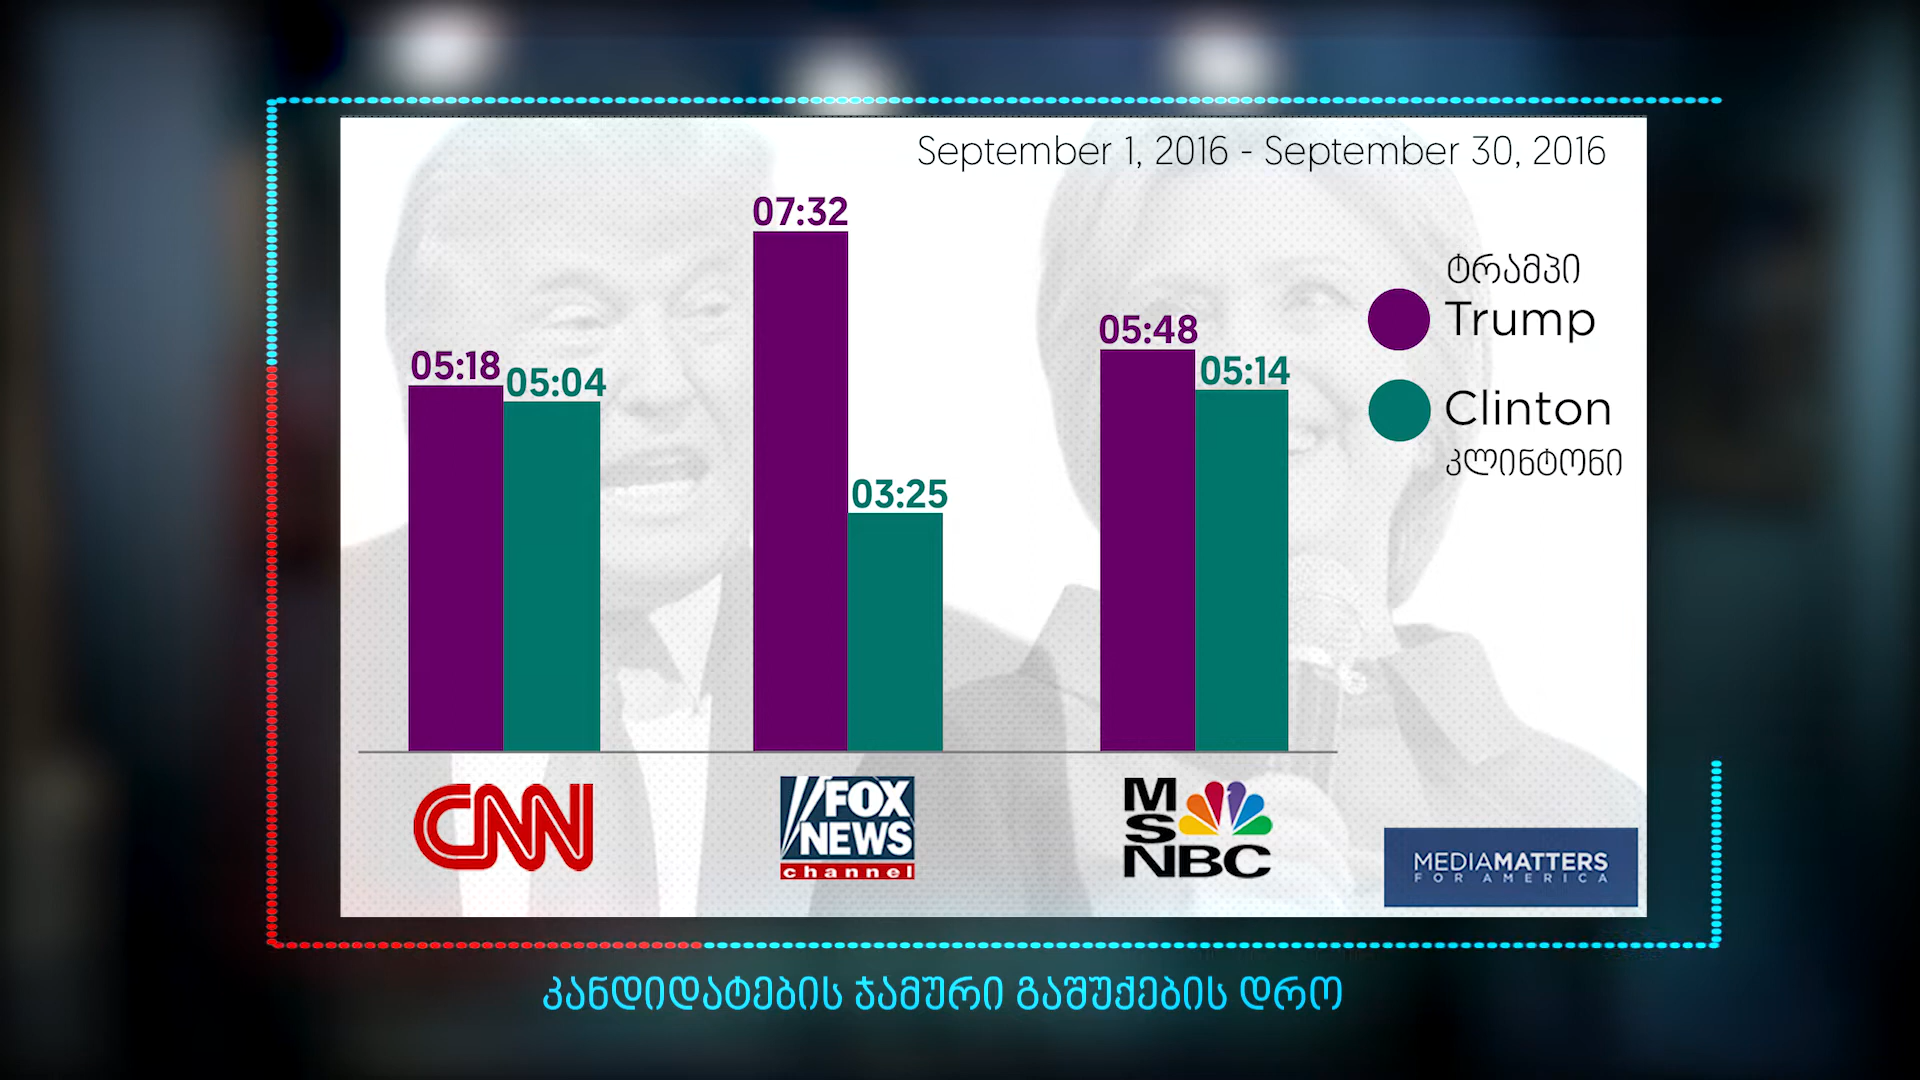 September 1, 2016 - September 30, 2016
07:32
05:48
05:18
05:04
05:14
03:25
ტრამპი
Trump
Clinton
კლინტონი
CNN
FOX
NEWS
channel
M
S
NBC
MEDIAMATTERS
FOR AMERICA
კანდიდატების ჯამური გაშუქების დრო